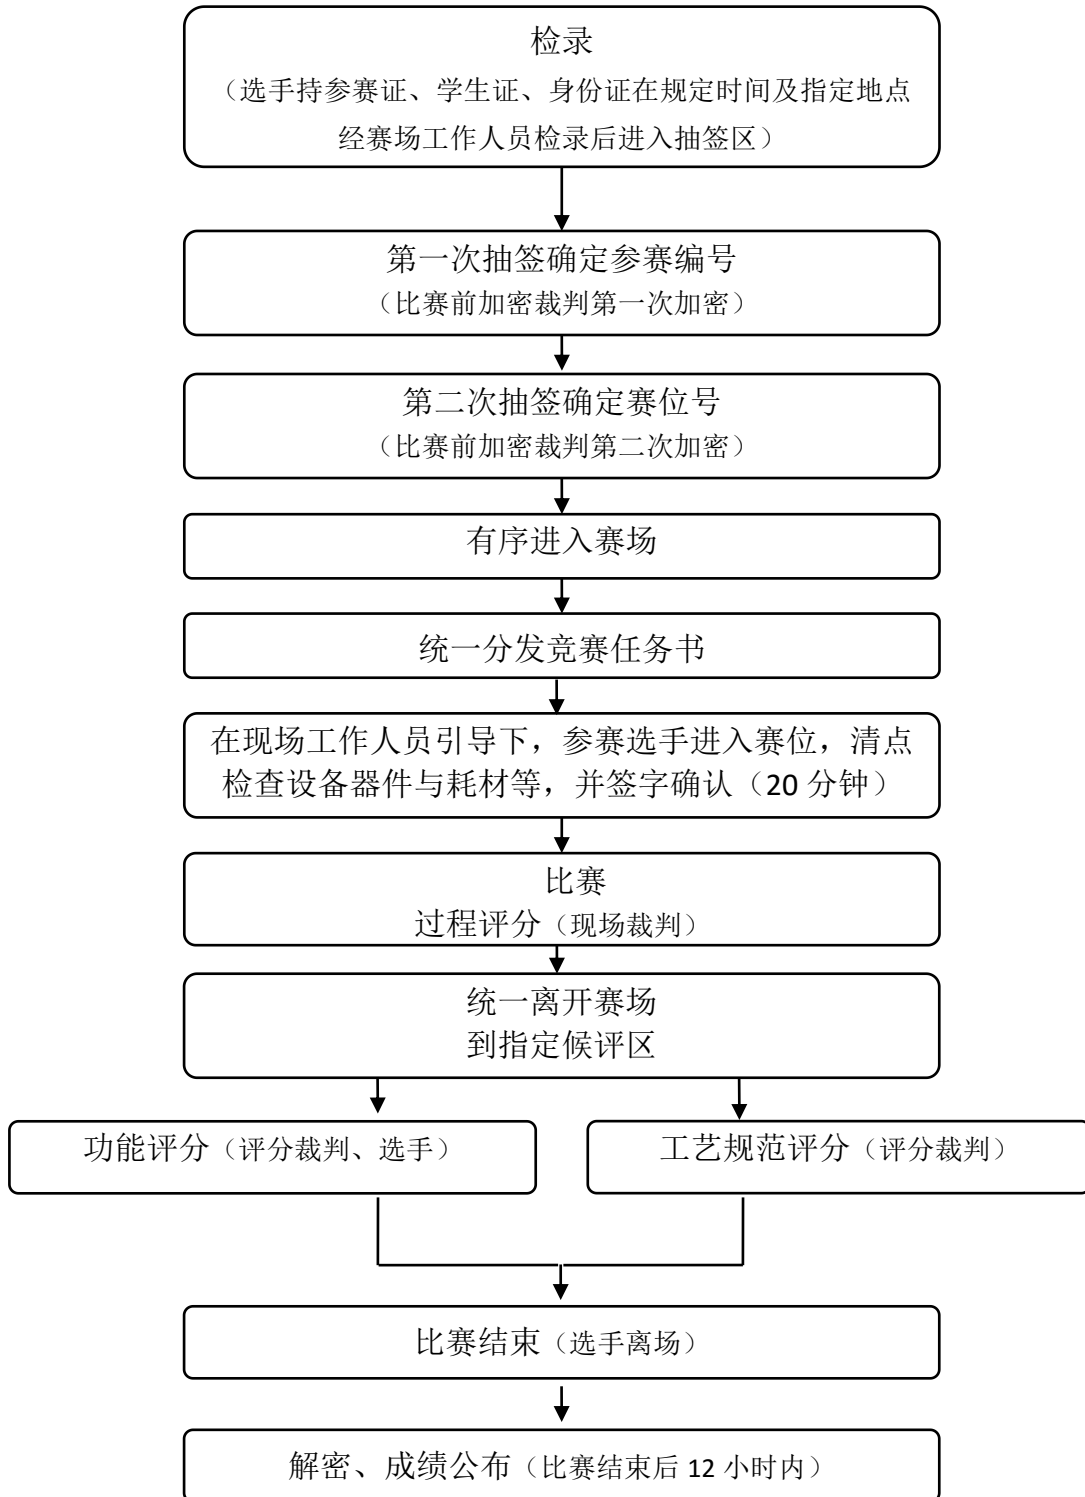 检录
（选手持参赛证、学生证、身份证在规定时间及指定地点
经赛场工作人员检录后进入抽签区）
第一次抽签确定参赛编号
（比赛前加密裁判第一次加密）
第二次抽签确定赛位号
（比赛前加密裁判第二次加密）
有序进入赛场
统一分发竞赛任务书
在现场工作人员引导下，参赛选手进入赛位，清点
检查设备器件与耗材等，并签字确认（20 分钟）
比赛
过程评分（现场裁判）
统一离开赛场
到指定候评区
功能评分（评分裁判、选手）
工艺规范评分（评分裁判）
比赛结束（选手离场）
解密、成绩公布（比赛结束后 12 小时内）